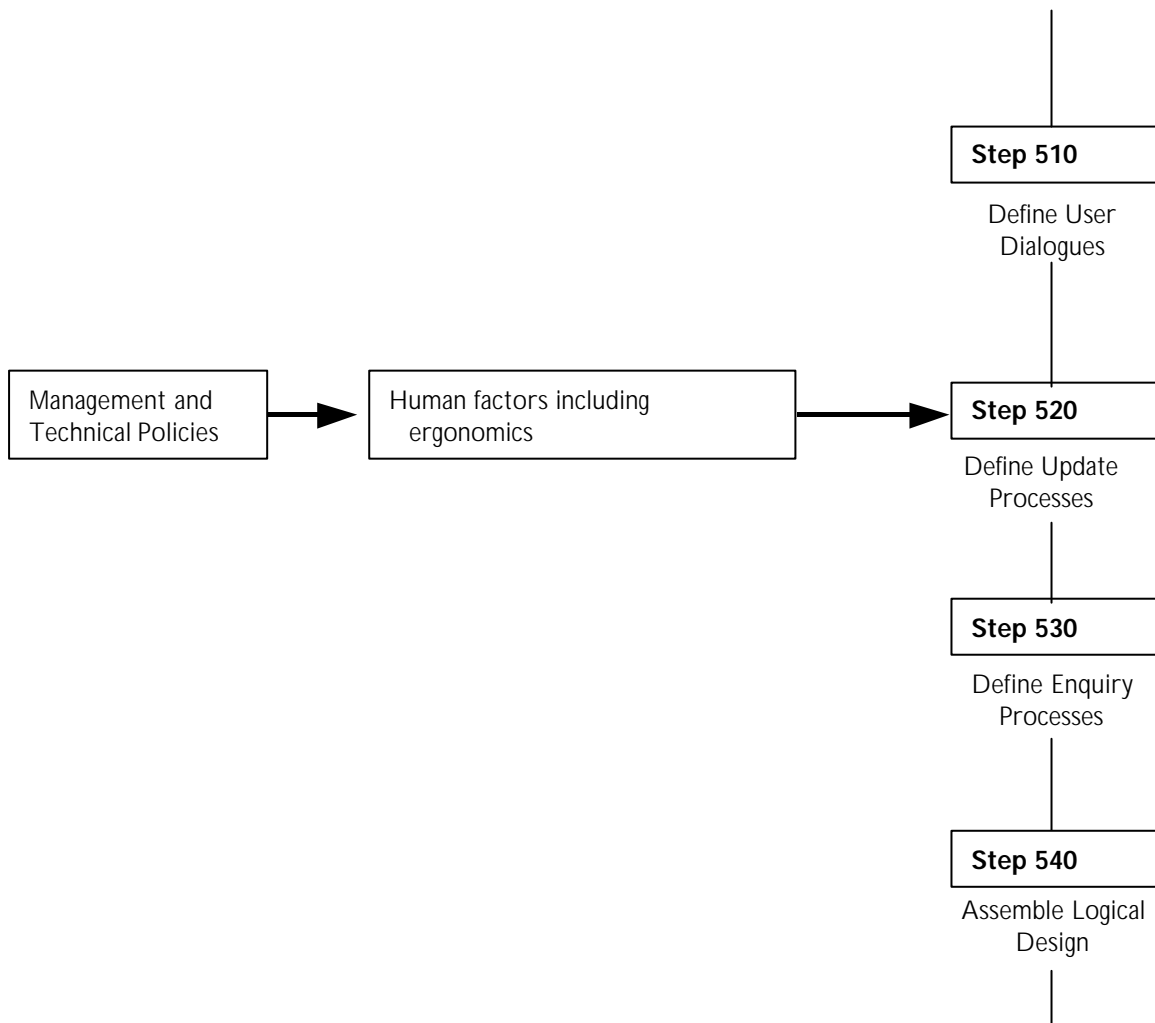 Step 510
Define User
Dialogues
Management and
Technical Policies
Human factors including
ergonomics
Step 520
Define Update
Processes
Step 530
Define Enquiry
Processes
Step 540
Assemble Logical
Design